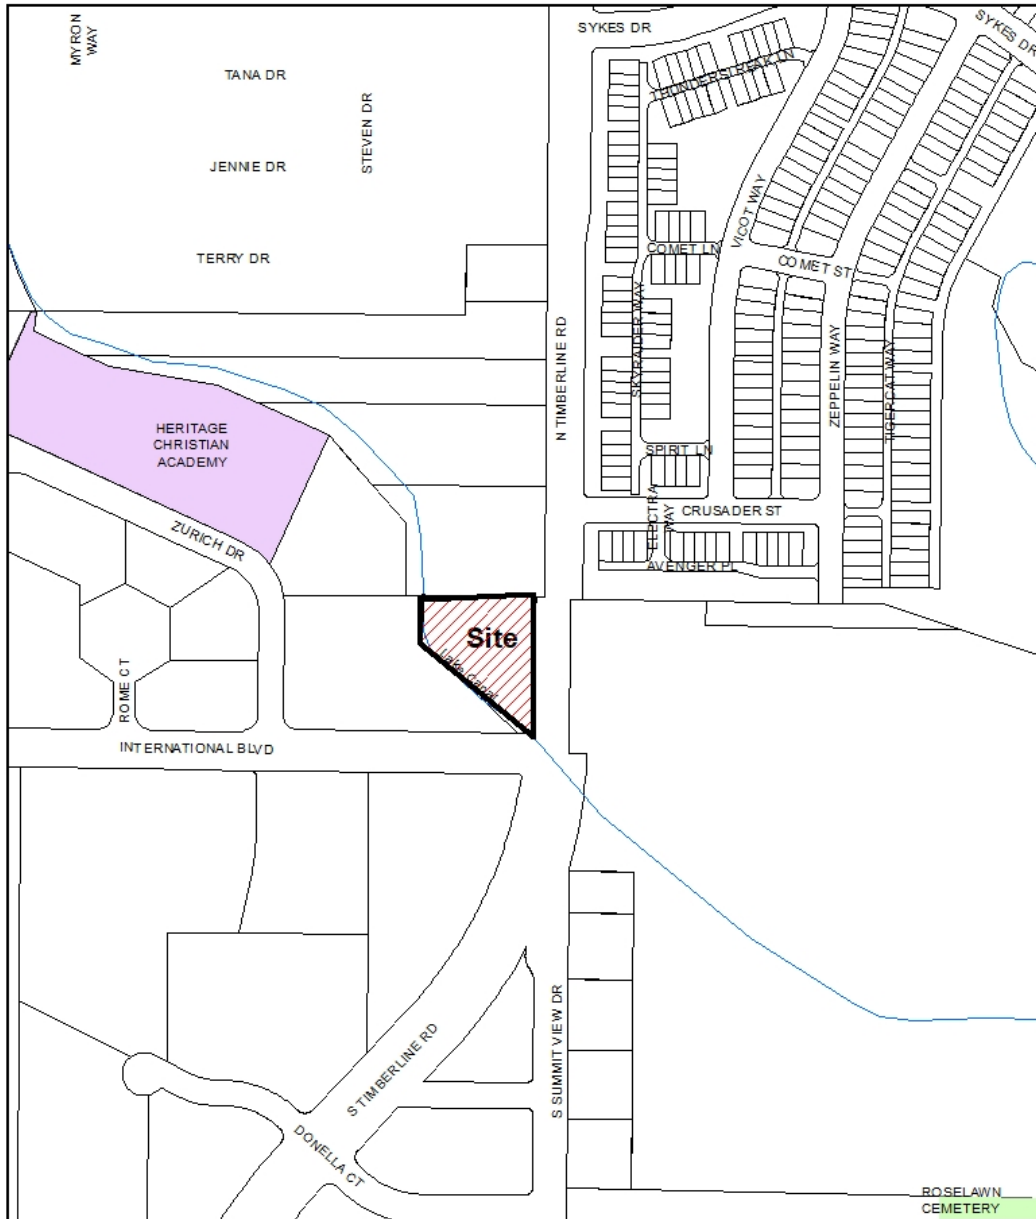 MYRON
WAY
SYKES DR
SYKES DR
TANA DR
THUNDERSTREAK LN
STEVEN DR
JENNIE DR
VICOT WAY
TERRY DR
COMET LN
COMET ST
SKYRAIDER WAY
N TIMBERLINE RD
ZEPPELIN WAY
TIGERCAT WAY
HERITAGE
CHRISTIAN
ACADEMY
SPIRIT LN
ELECTRA
WAY
CRUSADER ST
ZURICH DR
AVENGER PL
Site
Lake Canal
ROME CT
INTERNATIONAL BLVD
S TIMBERLINE RD
S SUMMIT VIEW DR
DONELLA CT
ROSELAWN
CEMETERY